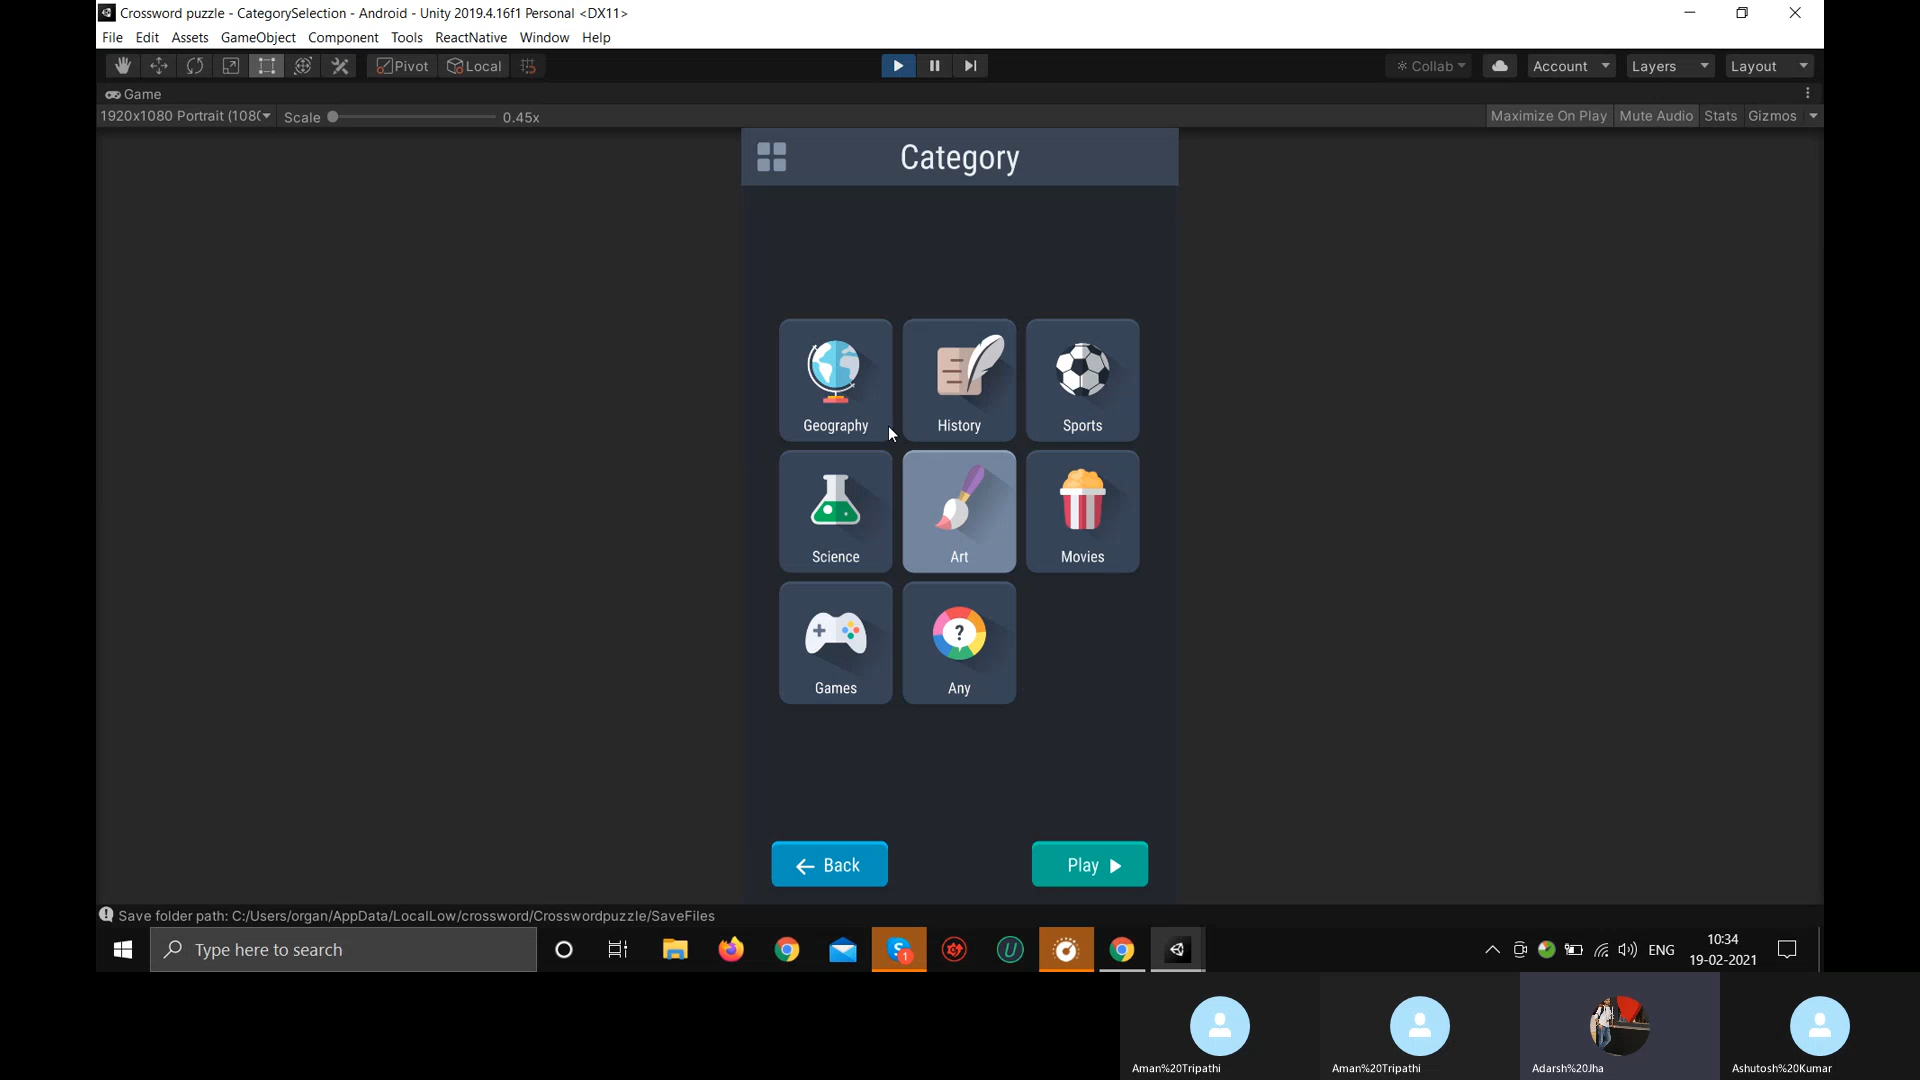 Crossword puzzle - CategorySelection - Android - Unity 2019.4.16f1 Personal <DX11>
File Edit Assets GameObject Component Tools ReactNative Window Help
Pivot Local Collab Account Layers Layout
Game
1920x1080 Portrait (108( Scale 0.45x Maximize On Play Mute Audio Stats Gizmos
Category
Geography History Sports
Science Art Movies
?
Games Any
Back Play
Save folder path: C:/Users/organ/AppData/LocalLow/crossword/Crosswordpuzzle/SaveFiles
Type here to search
S 1 U
ENG
10:34
19-02-2021
Aman%20Tripathi Aman%20Tripathi Adarsh%20Jha Ashutosh%20Kumar